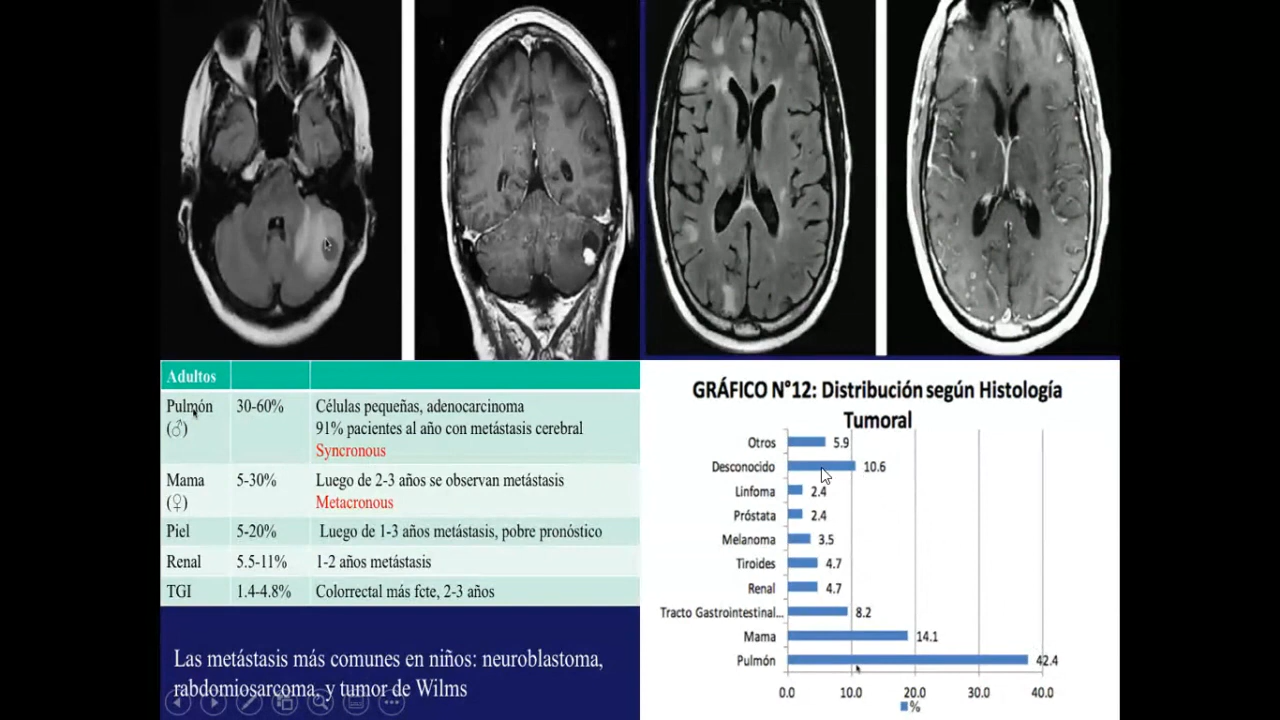 Adultos
Pulmón 30-60% Células pequeñas, adenocarcinoma
(♂) 91% pacientes al año con metástasis cerebral
Syncronous
Mama 5-30% Luego de 2-3 años se observan metástasis
(♀) Metacronous
Piel 5-20% Luego de 1-3 años metástasis, pobre pronóstico
Renal 5.5-11% 1-2 años metástasis
TGI 1.4-4.8% Colorrectal más fcte, 2-3 años
Las metástasis más comunes en niños: neuroblastoma,
rabdomiosarcoma, y tumor de Wilms
GRÁFICO N°12: Distribución según Histología
Tumoral
Otros 5.9
Desconocido 10.6
Linfoma 2.4
Próstata 2.4
Melanoma 3.5
Tiroides 4.7
Renal 4.7
Tracto Gastrointestinal... 8.2
Mama 14.1
Pulmón 42.4
0.0 10.0 20.0 30.0 40.0
%